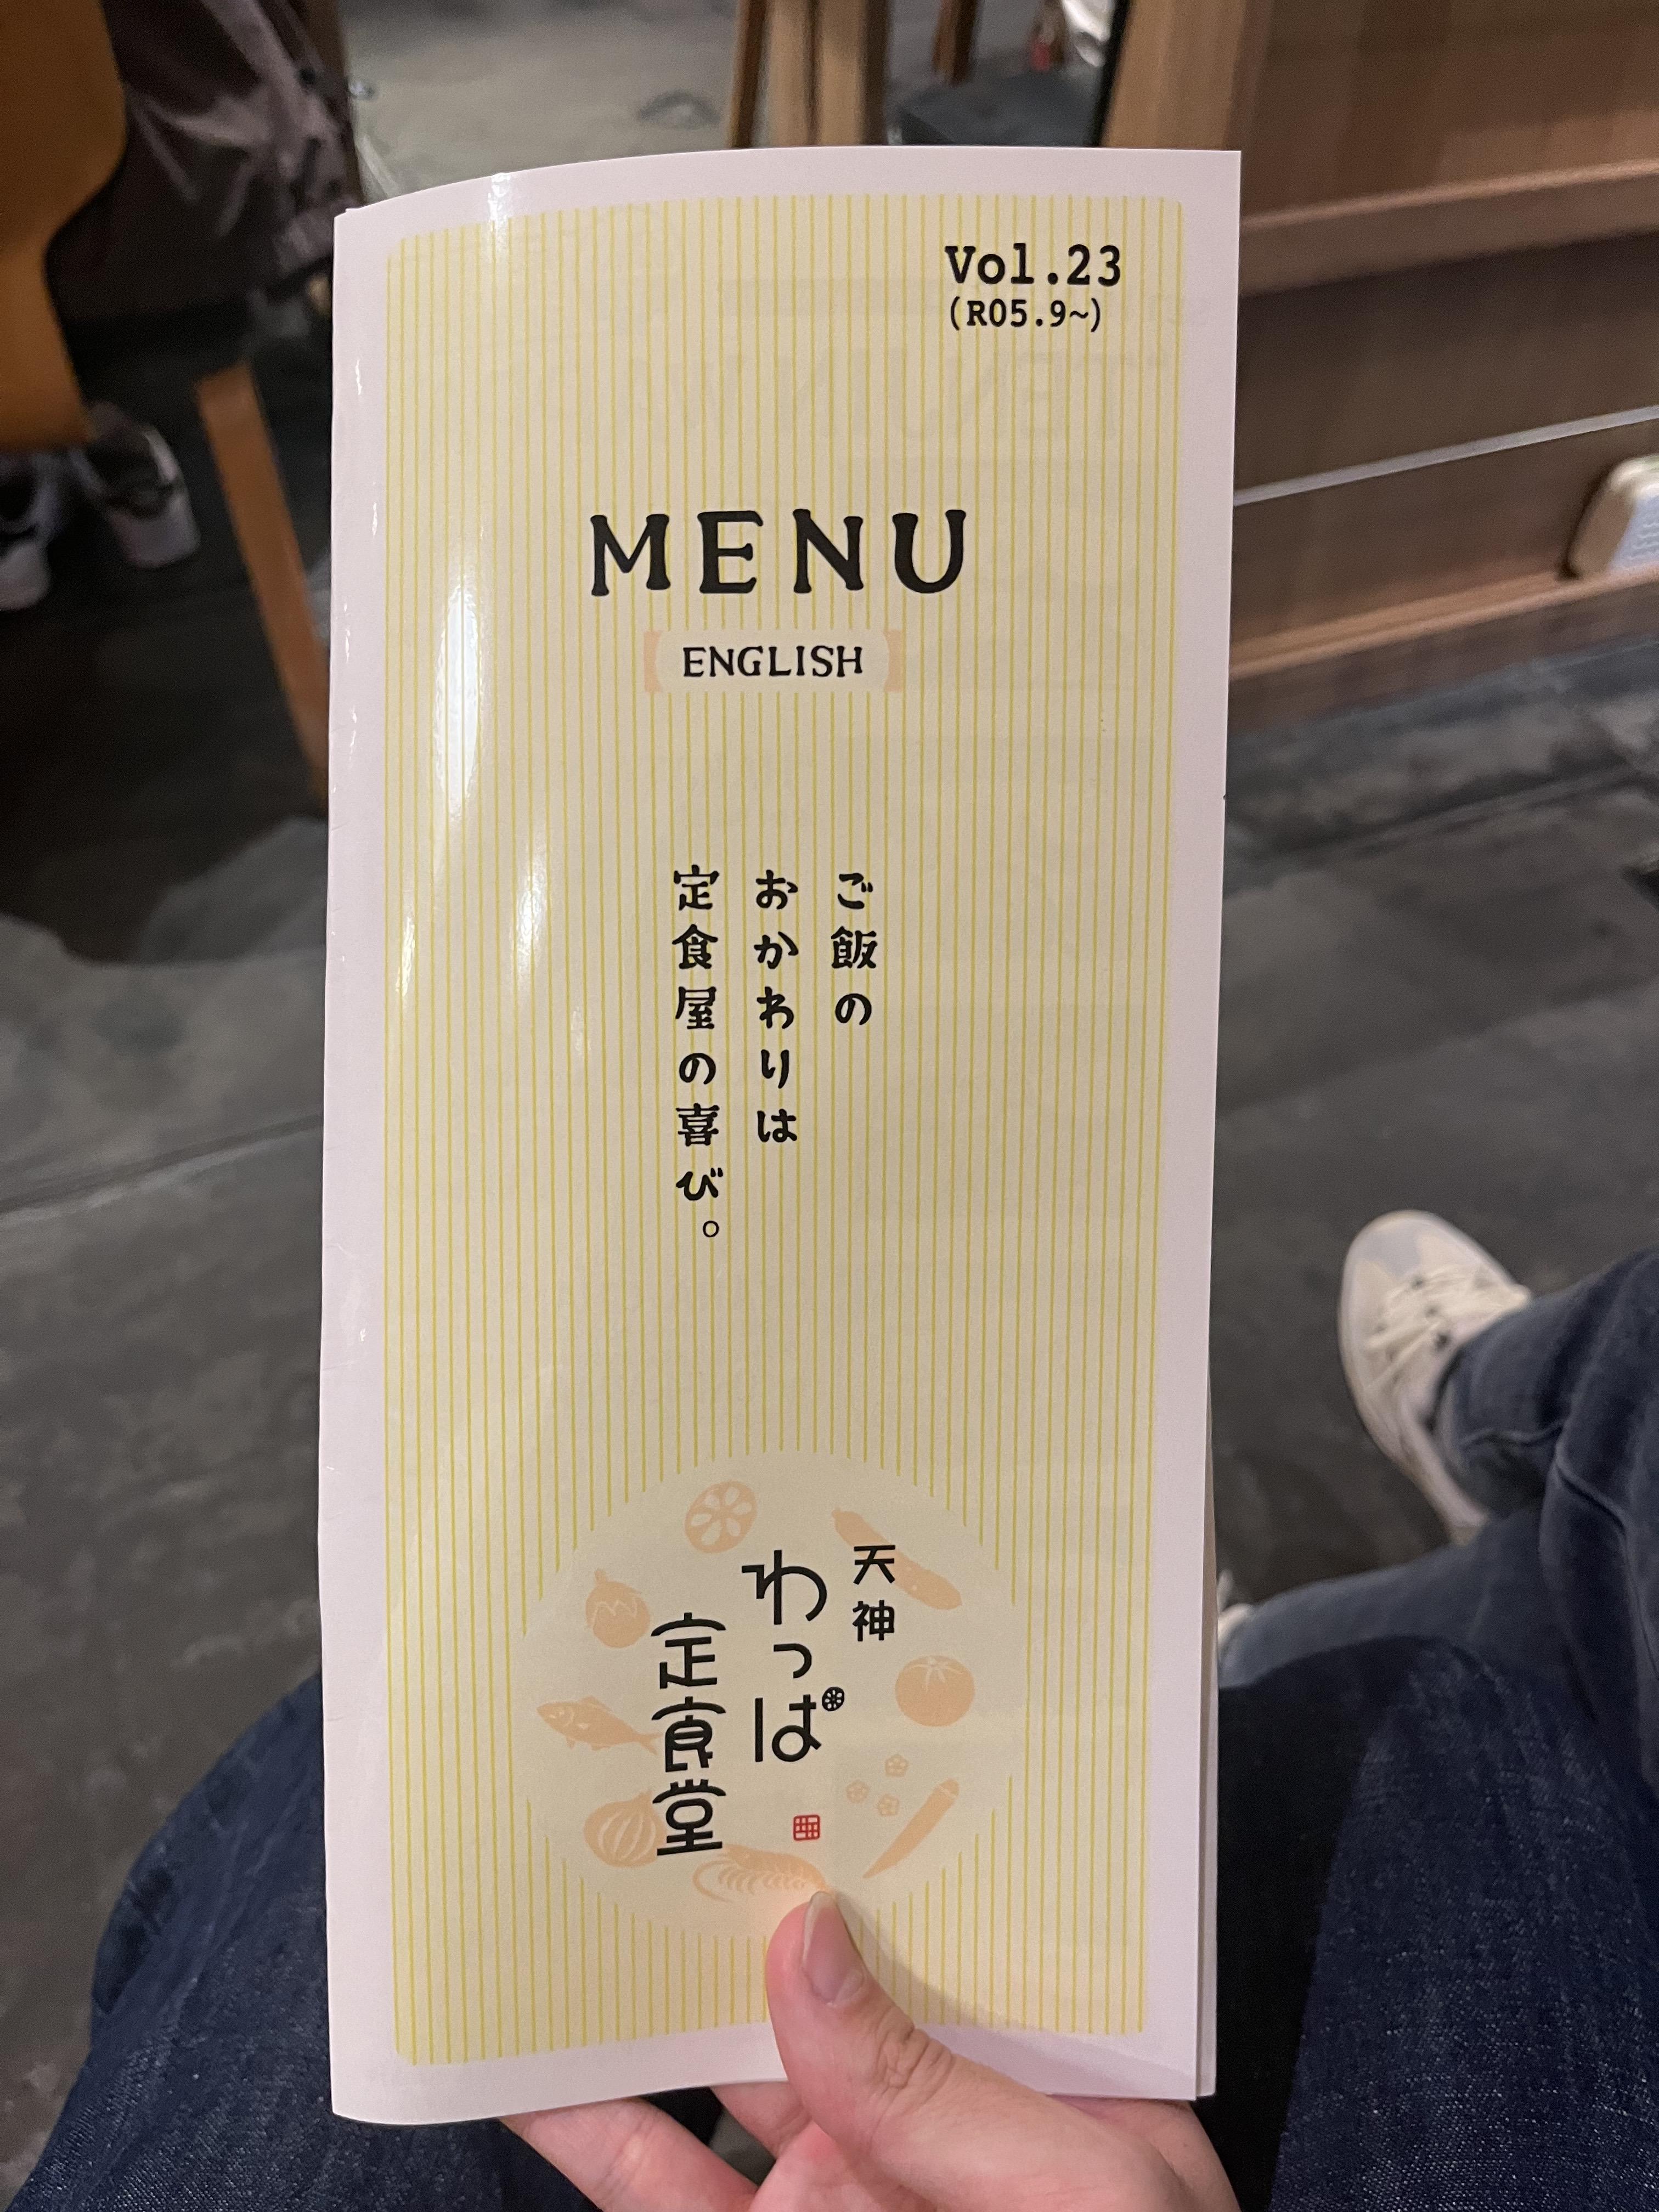 Vol.23
(R05.9~)
MENU
ENGLISH
ご飯の
おかわりは
定食屋の喜び。
天神
わっぱ
定食堂